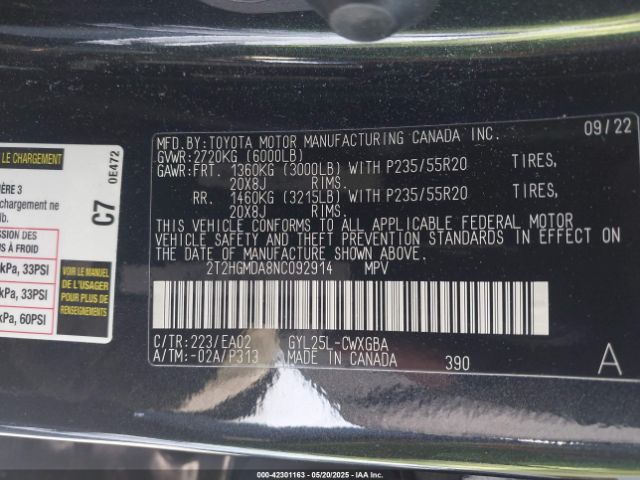 LE CHARGEMENT
IÈRE 3
chargement ne
lb.
SSION DES
S À FROID
kPa, 33PSI
kPa, 33PSI
kPa, 60PSI
VOIR LE MANUEL
DE L'USAGER
POUR PLUS DE
RENSEIGNEMENTS
C7
0E472
MFD.BY:TOYOTA MOTOR MANUFACTURING CANADA INC. 09/22
GVWR:2720KG (6000LB)
GAWR:FRT. 1360KG (3000LB) WITH P235/55R20 TIRES,
20X8J RIMS.
RR. 1460KG (3215LB) WITH P235/55R20 TIRES,
20X8J RIMS.
THIS VEHICLE CONFORMS TO ALL APPLICABLE FEDERAL MOTOR
VEHICLE SAFETY AND THEFT PREVENTION STANDARDS IN EFFECT ON
THE DATE OF MANUFACTURE SHOWN ABOVE.
2T2HGMDA8NC092914 MPV
C/TR:223/EA02 GYL25L-CWXGBA
A/TM:-02A/P313 MADE IN CANADA 390 A
000-42301163 - 05/20/2025 - IAA Inc.